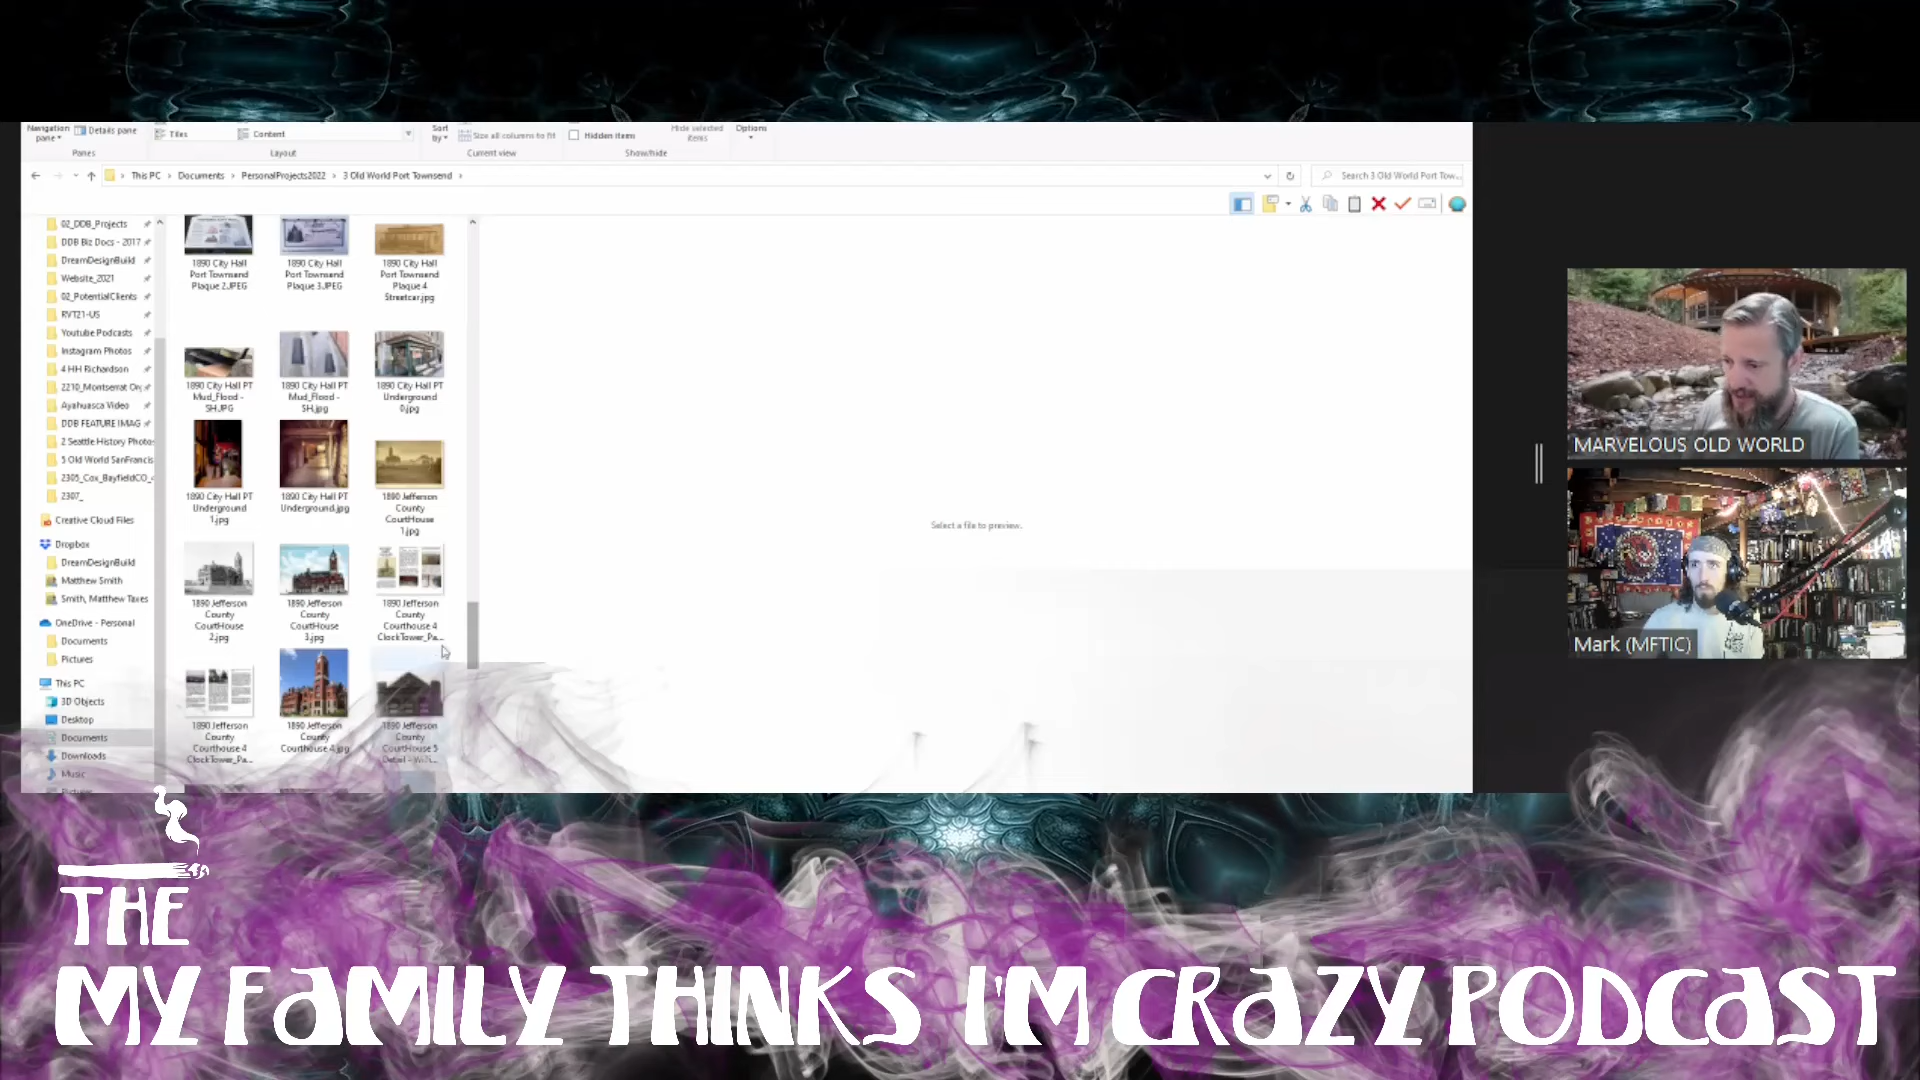 Navigation pane
Details pane
Tiles
Content
Sort by
Size all columns to fit
Hidden items
Hide selected items
Options
Panes
Layout
Current view
Show/hide
This PC > Documents > PersonalProjects2022 > 3 Old World Port Townsend >
Search 3 Old World Port Tow...
02_DDB_Projects
DDB Biz Docs - 2017
DreamDesignBuild
Website_2021
02_PotentialClients
RVT21-US
Youtube Podcasts
Instagram Photos
4 HH Richardson
2210_Montserrat Orj
Ayahuasca Video
DDB FEATURE IMAG
2 Seattle History Photos
5 Old World SanFrancis
2305_Cox_BayfieldCO_
2307_
Creative Cloud Files
Dropbox
DreamDesignBuild
Matthew Smith
Smith, Matthew Taxes
OneDrive - Personal
Documents
Pictures
This PC
3D Objects
Desktop
Documents
Downloads
Music
1890 City Hall
Port Townsend
Plaque 2.JPEG
1890 City Hall
Port Townsend
Plaque 3.JPEG
1890 City Hall
Port Townsend
Plaque 4
Streetcar.jpg
1890 City Hall PT
Mud_Flood -
SH.JPG
1890 City Hall PT
Mud_Flood -
SH.jpg
1890 City Hall PT
Underground
0.jpg
1890 City Hall PT
Underground
1.jpg
1890 City Hall PT
Underground.jpg
1890 Jefferson
County
CourtHouse
1.jpg
1890 Jefferson
County
CourtHouse
2.jpg
1890 Jefferson
County
CourtHouse
3.jpg
1890 Jefferson
County
Courthouse 4
ClockTower_Pa...
1890 Jefferson
County
Courthouse 4
ClockTower_Pa...
1890 Jefferson
County
Courthouse 4.jpg
1890 Jefferson
County
CourtHouse 5
Select a file to preview.
MARVELOUS OLD WORLD
Mark (MFTIC)
THE
MY FAMILY THINKS I'M CRAZY PODCAST